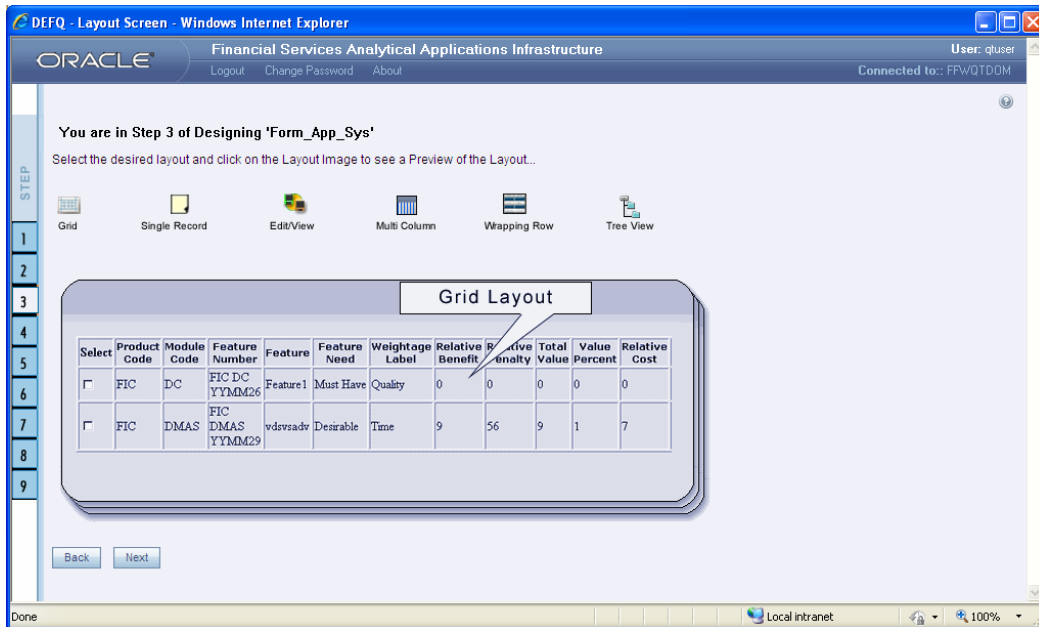 DEFQ - Layout Screen - Windows Internet Explorer
ORACLE
Financial Services Analytical Applications Infrastructure
User: qtuser
Logout Change Password About
Connected to:: FFWQTDOM
You are in Step 3 of Designing 'Form_App_Sys'
Select the desired layout and click on the Layout Image to see a Preview of the Layout...
STEP
1
2
3
4
5
6
7
8
9
Grid Single Record Edit/View Multi Column Wrapping Row Tree View
Grid Layout
Select Product Code Module Code Feature Number Feature Feature Need Weightage Label Relative Benefit Total Value Value Percent Relative Cost
FIC DC FIC DC YYMM26 Feature1 Must Have Quality 0 0 0 0 0
FIC DMAS FIC DMAS YYMM29 vdsvsadv Desirable Time 9 56 9 1 7
Back Next
Done
Local intranet
100%